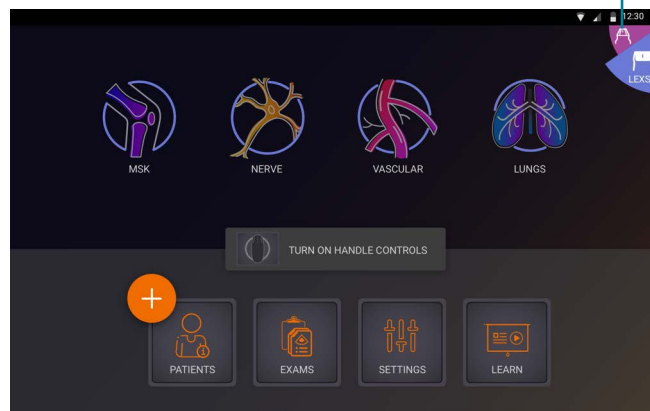 12:30
LEXS
MSK
NERVE
VASCULAR
LUNGS
TURN ON HANDLE CONTROLS
PATIENTS
EXAMS
SETTINGS
LEARN